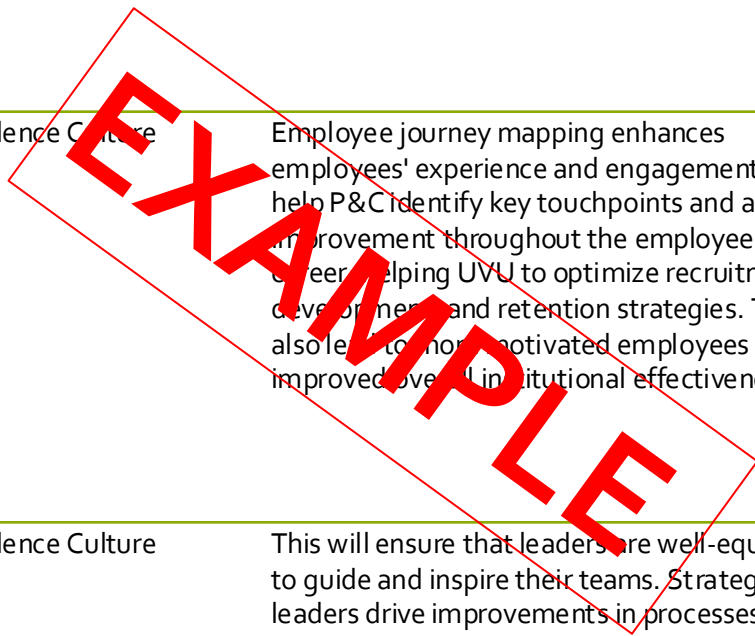 lence Culture
Employee journey mapping enhances
employees' experience and engagement
help P&C identify key touchpoints and a
improvement throughout the employee
career, helping UVU to optimize recruitm
development, and retention strategies. T
also lead to more motivated employees
improved overall institutional effectiven
EXAMPLE
lence Culture
This will ensure that leaders are well-equ
to guide and inspire their teams. Strateg
leaders drive improvements in processes